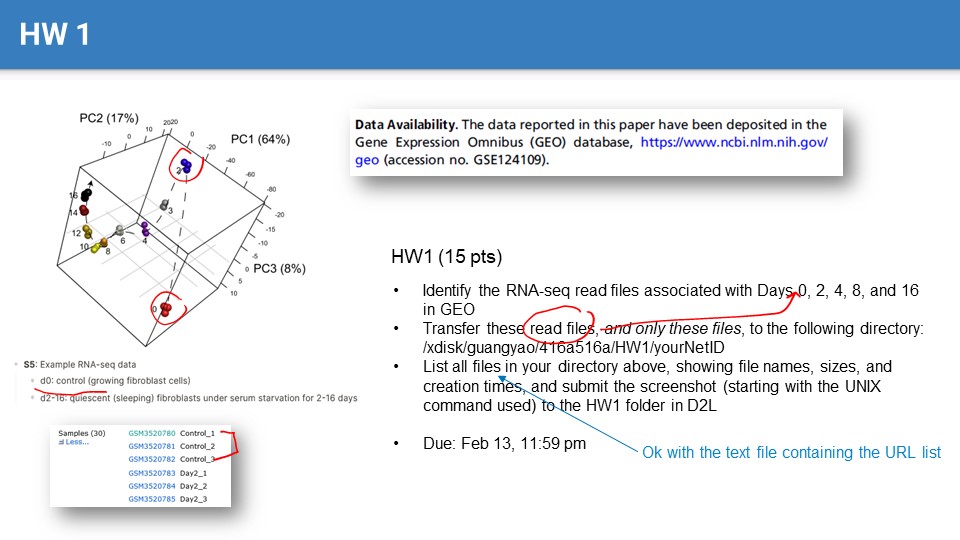 HW 1
PC2 (17%)
PC1 (64%)
PC3 (8%)
-10
0
10
20
20
0
-20
-40
-60
-80
-20
-15
-10
-5
0
5
10
2
3
4
6
8
10
12
14
16
0
S5: Example RNA-seq data
d0: control (growing fibroblast cells)
d2-16: quiescent (sleeping) fibroblasts under serum starvation for 2-16 days
Samples (30)
Less...
GSM3520780 Control_1
GSM3520781 Control_2
GSM3520782 Control_3
GSM3520783 Day2_1
GSM3520784 Day2_2
GSM3520785 Day2_3
Data Availability. The data reported in this paper have been deposited in the
Gene Expression Omnibus (GEO) database, https://www.ncbi.nlm.nih.gov/
geo (accession no. GSE124109).
HW1 (15 pts)
• Identify the RNA-seq read files associated with Days 0, 2, 4, 8, and 16
in GEO
• Transfer these read files, and only these files, to the following directory:
/xdisk/guangyao/416a516a/HW1/yourNetID
• List all files in your directory above, showing file names, sizes, and
creation times, and submit the screenshot (starting with the UNIX
command used) to the HW1 folder in D2L
• Due: Feb 13, 11:59 pm
Ok with the text file containing the URL list